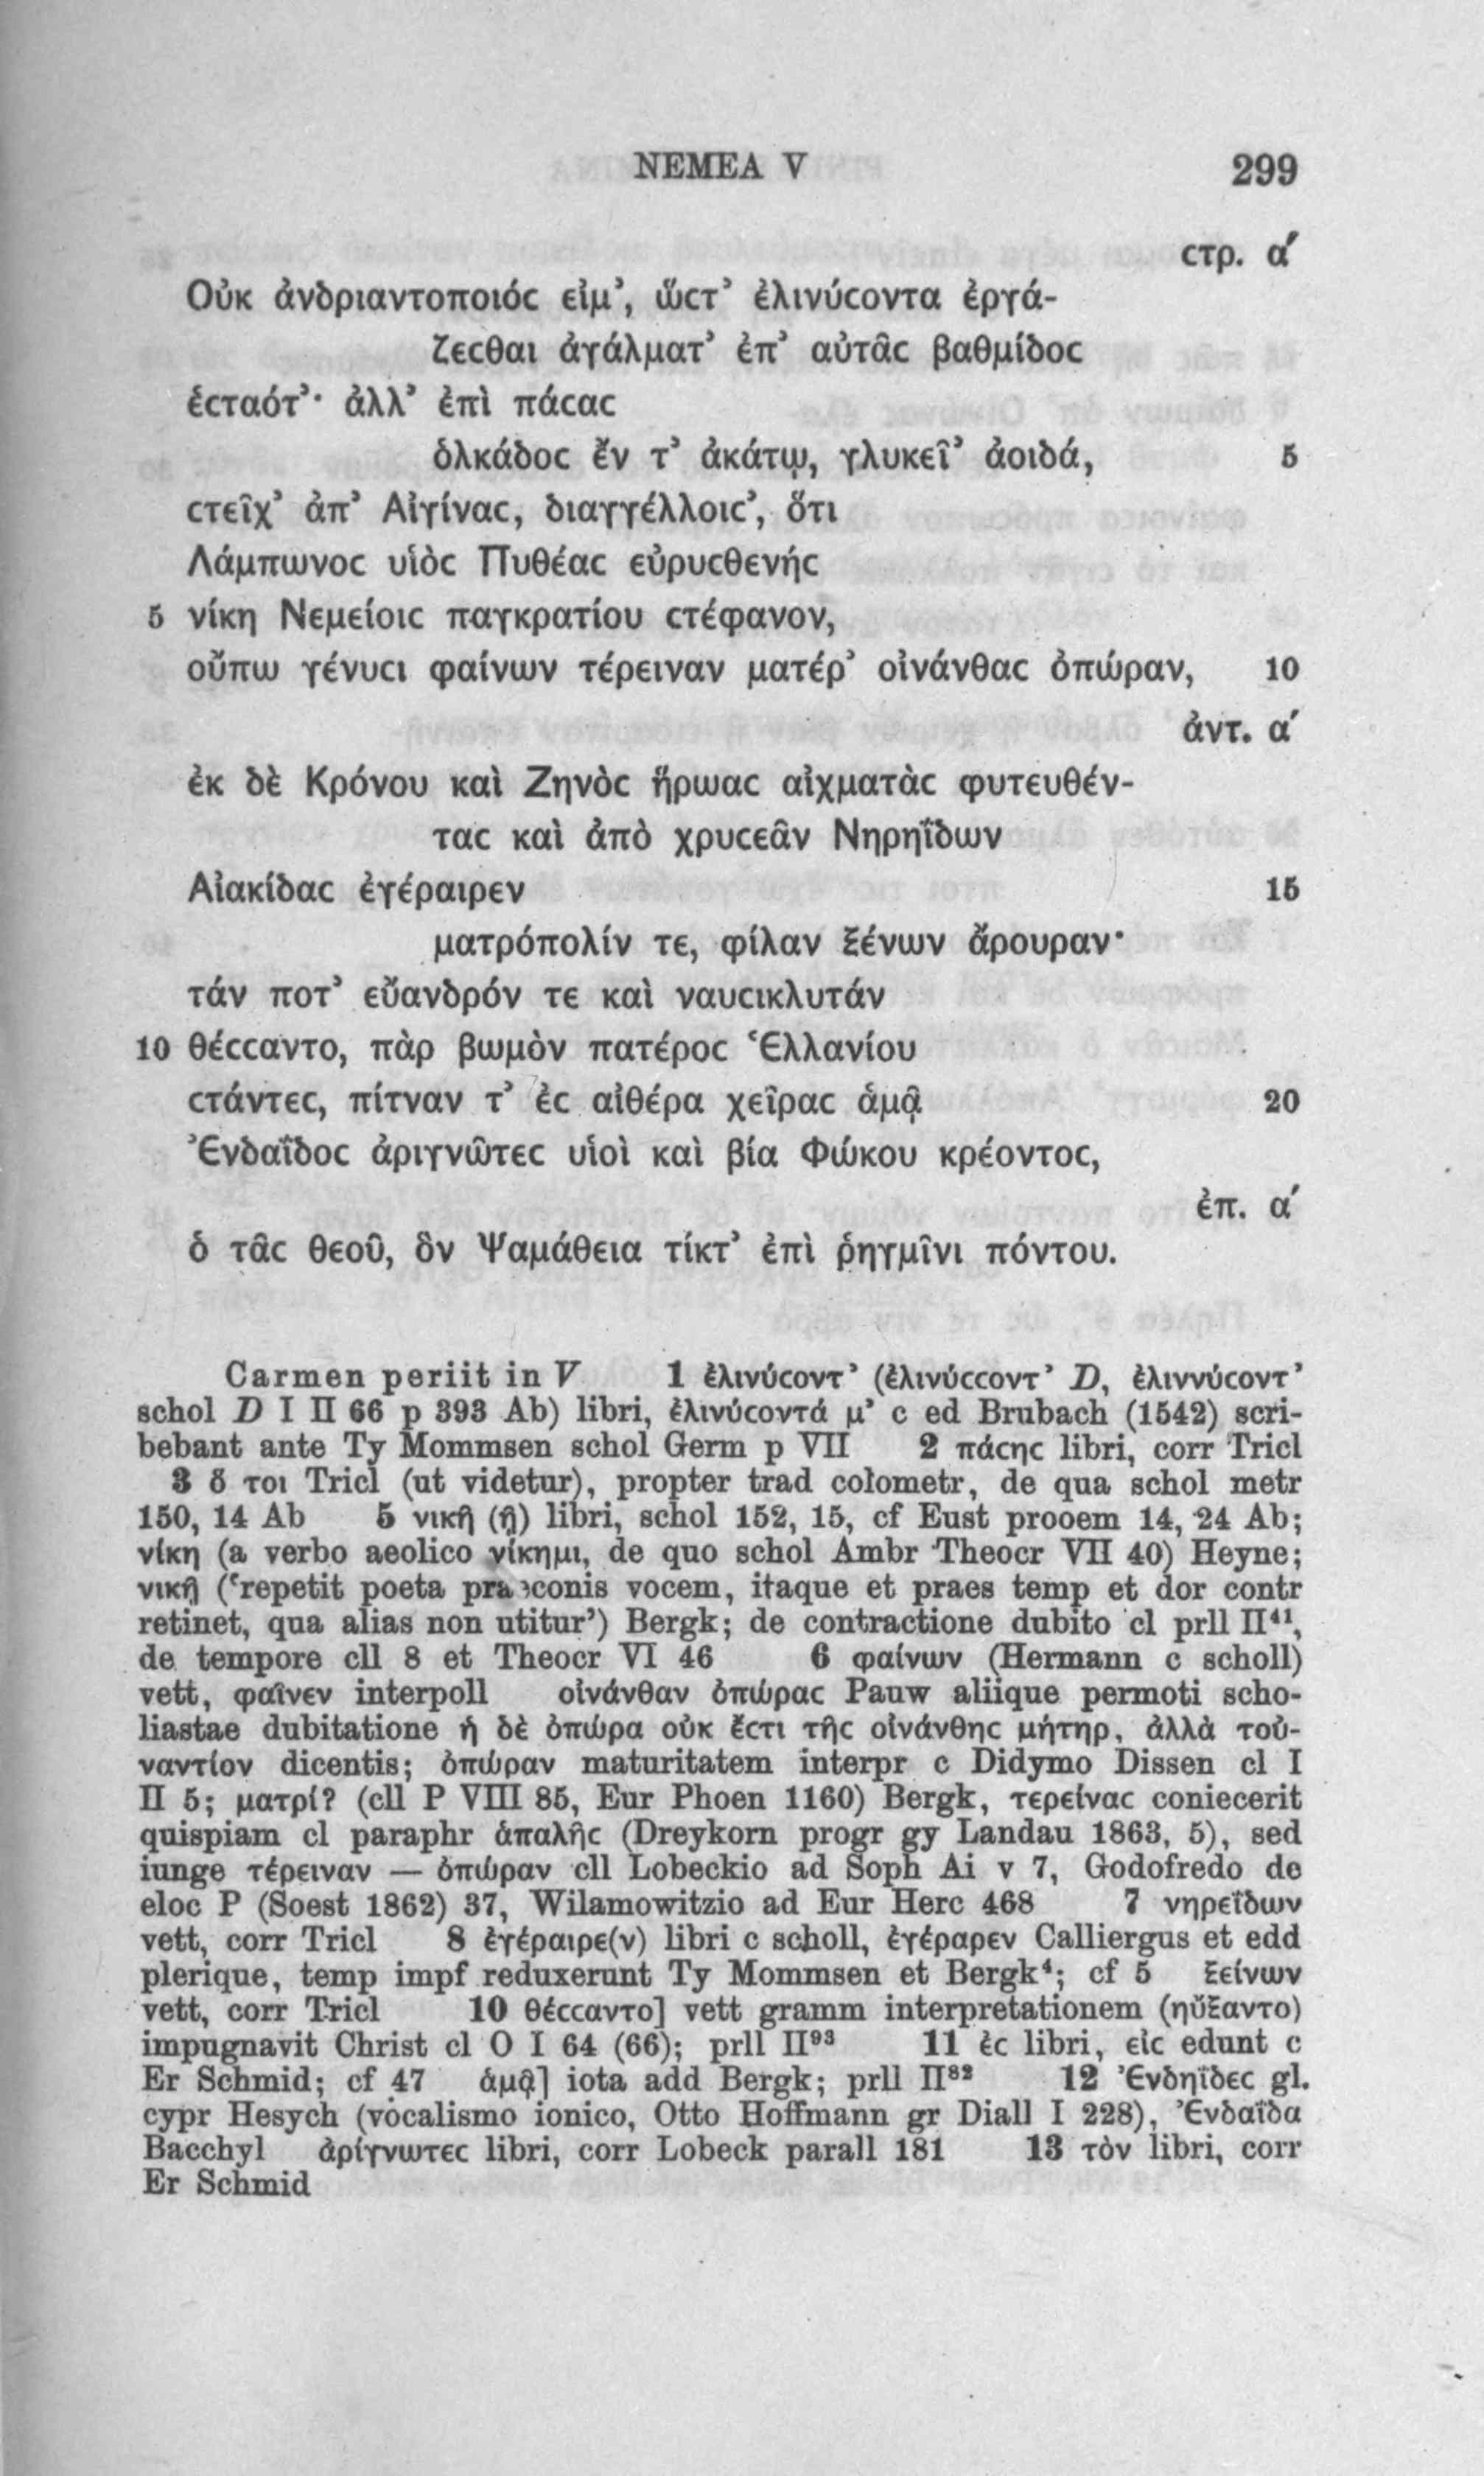 NEMEA V 299
ϲτρ. α′
Οὐκ ἀνδριαντοποιόϲ εἰμ’, ὥϲτ’ ἐλινύϲοντα ἐργά-
ζεϲθαι ἀγάλματ’ ἐπ’ αὐτᾶϲ βαθμίδοϲ
ἑϲταότ’· ἀλλ’ ἐπὶ πάϲαϲ
ὁλκάδοϲ ἔν τ’ ἀκάτῳ, γλυκεῖ’ ἀοιδά, 5
ϲτεῖχ’ ἀπ’ Αἰγίναϲ, διαγγέλλοιϲ’, ὅτι
Λάμπωνοϲ υἱὸϲ Πυθέαϲ εὐρυϲθενήϲ
5 νίκη Νεμείοιϲ παγκρατίου ϲτέφανον,
οὔπω γένυϲι φαίνων τέρειναν ματέρ’ οἰνάνθαϲ ὀπώραν, 10
ἀντ. α′
ἐκ δὲ Κρόνου καὶ Ζηνὸϲ ἥρωαϲ αἰχματὰϲ φυτευθέν-
ταϲ καὶ ἀπὸ χρυϲεᾶν Νηρηΐδων
Αἰακίδαϲ ἐγέραιρεν 15
ματρόπολίν τε, φίλαν ξένων ἄρουραν·
τάν ποτ’ εὔανδρόν τε καὶ ναυϲικλυτάν
10 θέϲϲαντο, πὰρ βωμὸν πατέροϲ Ἑλλανίου
ϲτάντεϲ, πίτναν τ’ ἐϲ αἰθέρα χεῖραϲ ἁμᾷ 20
Ἐνδαΐδοϲ ἀριγνῶτεϲ υἱοὶ καὶ βία Φώκου κρέοντοϲ,
ἐπ. α′
ὁ τᾶϲ θεοῦ, ὃν Ψαμάθεια τίκτ’ ἐπὶ ῥηγμῖνι πόντου.
Carmen periit in V 1 ἐλινύϲοντ’ (ἐλινύϲϲοντ’ D, ἐλιννύϲοντ’
schol D I II 66 p 393 Ab) libri, ἐλινύϲοντά μ’ c ed Brubach (1542) scri-
bebant ante Ty Mommsen schol Germ p VII 2 πάϲηϲ libri, corr Tricl
3 ὅ τοι Tricl (ut videtur), propter trad colometr, de qua schol metr
150, 14 Ab 5 νικῆ (ῇ) libri, schol 152, 15, cf Eust prooem 14, 24 Ab;
νίκη (a verbo aeolico νίκημι, de quo schol Ambr Theocr VII 40) Heyne;
νικῇ (‘repetit poeta praeconis vocem, itaque et praes temp et dor contr
retinet, qua alias non utitur’) Bergk; de contractione dubito cl prll II⁴¹,
de tempore cll 8 et Theocr VI 46 6 φαίνων (Hermann c scholl)
vett, φαῖνεν interpoll οἰνάνθαν ὀπώραϲ Pauw aliique permoti scho-
liastae dubitatione ἡ δὲ ὀπώρα οὐκ ἔϲτι τῆϲ οἰνάνθηϲ μήτηρ, ἀλλὰ τοὐ-
ναντίον dicentis; ὀπώραν maturitatem interpr c Didymo Dissen cl I
II 5; ματρί? (cll P VIII 85, Eur Phoen 1160) Bergk, τερείναϲ coniecerit
quispiam cl paraphr ἁπαλῆϲ (Dreykorn progr gy Landau 1863, 5), sed
iunge τέρειναν — ὀπώραν cll Lobeckio ad Soph Ai v 7, Godofredo de
eloc P (Soest 1862) 37, Wilamowitzio ad Eur Herc 468 7 νηρεΐδων
vett, corr Tricl 8 ἐγέραιρε(ν) libri c scholl, ἐγέραρεν Calliergus et edd
plerique, temp impf reduxerunt Ty Mommsen et Bergk⁴; cf 5 ξείνων
vett, corr Tricl 10 θέϲϲαντο] vett gramm interpretationem (ηὔξαντο)
impugnavit Christ cl O I 64 (66); prll II⁹³ 11 ἐϲ libri, εἰϲ edunt c
Er Schmid; cf 47 ἁμᾷ] iota add Bergk; prll II⁸² 12 Ἐνδηΐδεϲ gl.
cypr Hesych (vocalismo ionico, Otto Hoffmann gr Diall I 228), Ἐνδαΐδα
Bacchyl ἀρίγνωτεϲ libri, corr Lobeck parall 181 13 τὸν libri, corr
Er Schmid